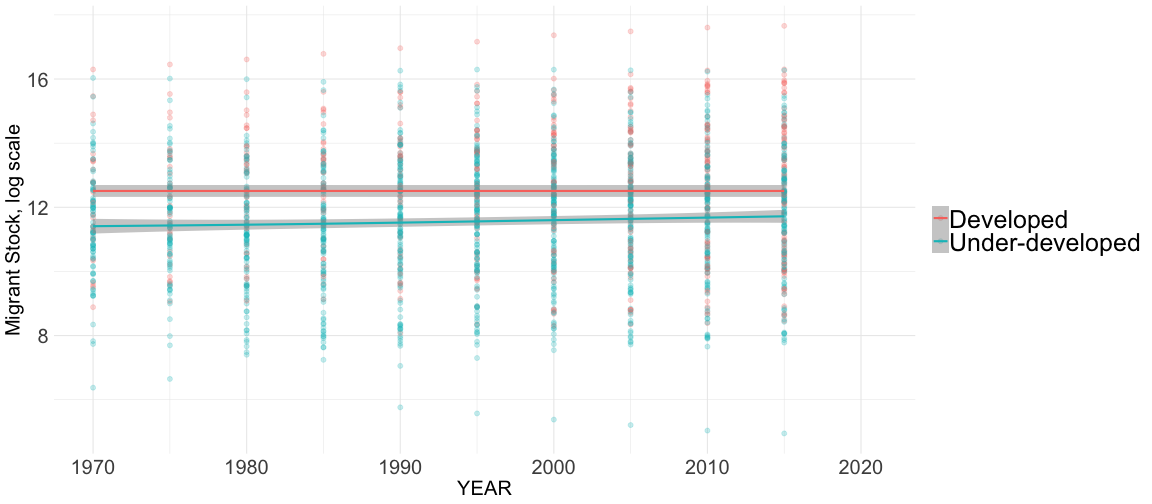 Migrant Stock, log scale
16
12
8
1970
1980
1990
2000
2010
2020
YEAR
Developed
Under-developed